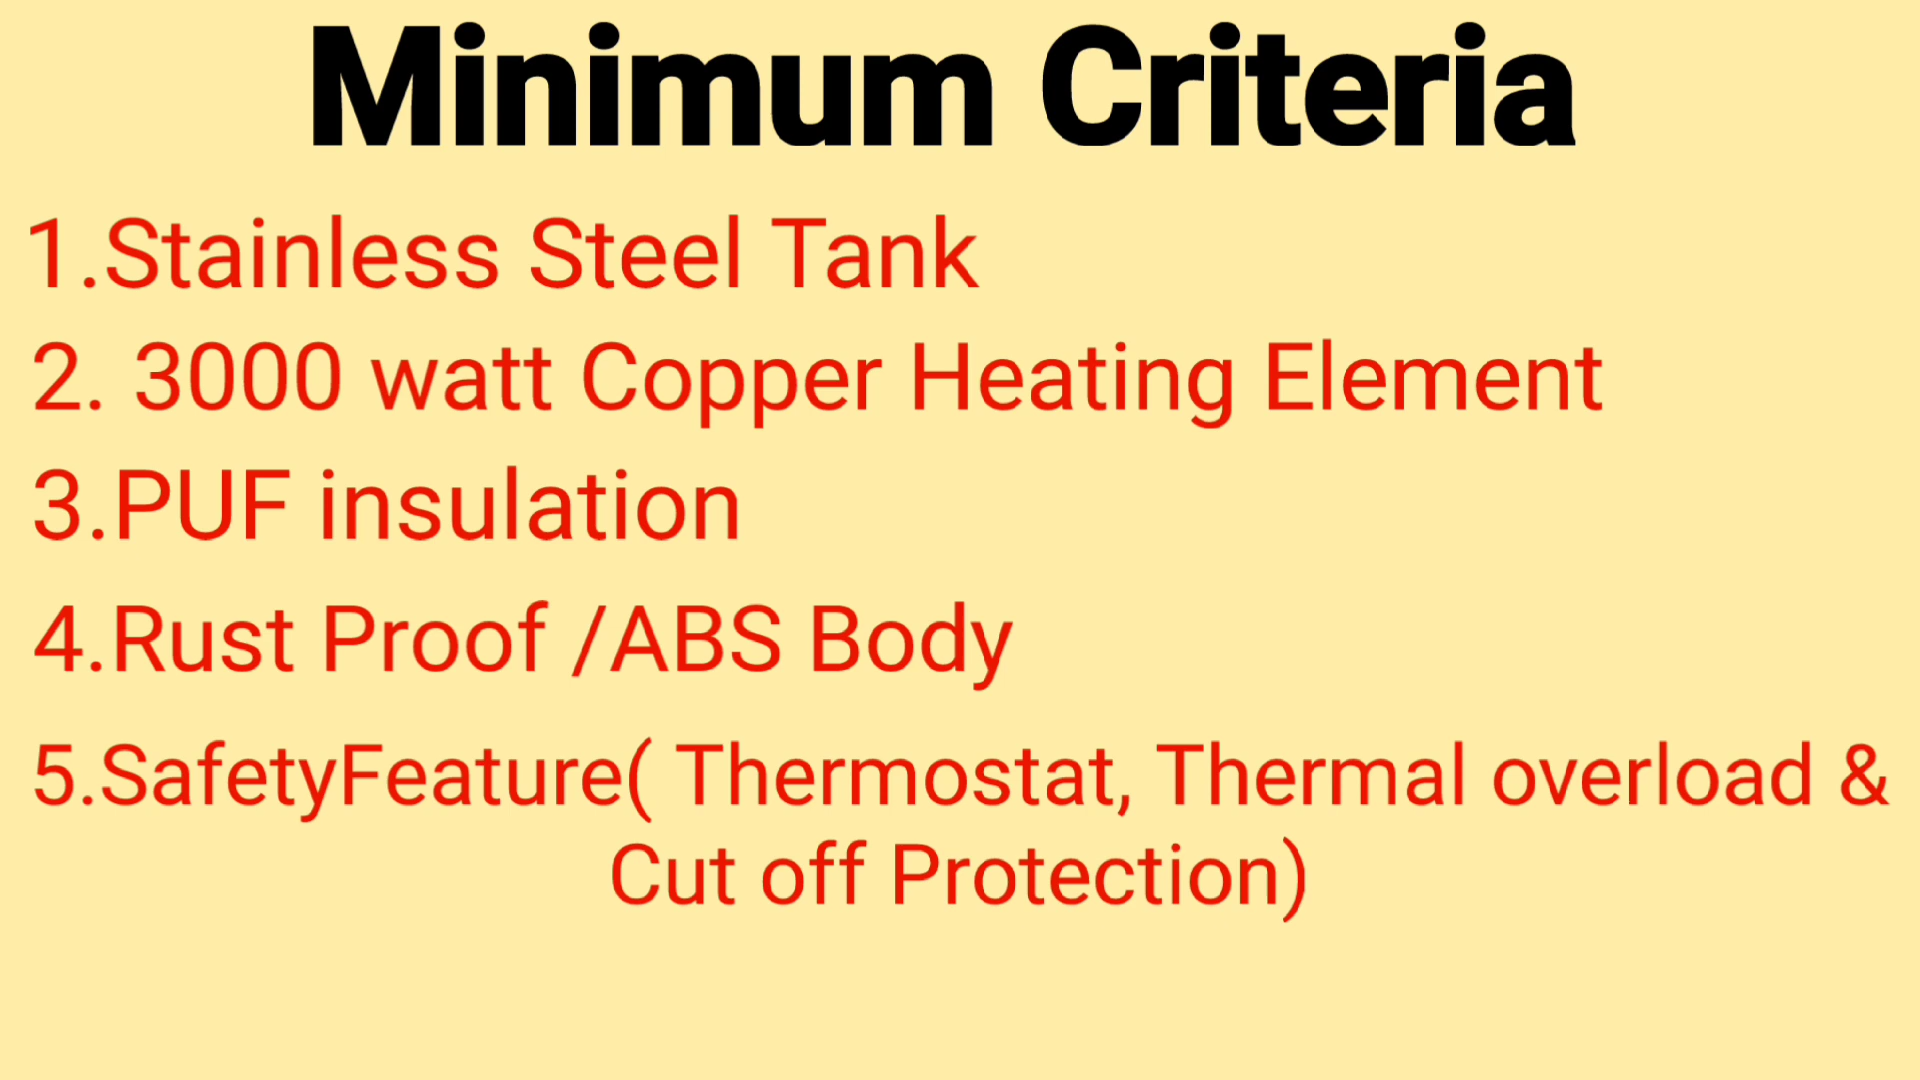 Minimum Criteria
1.Stainless Steel Tank
2. 3000 watt Copper Heating Element
3.PUF insulation
4.Rust Proof /ABS Body
5.SafetyFeature( Thermostat, Thermal overload &
Cut off Protection)